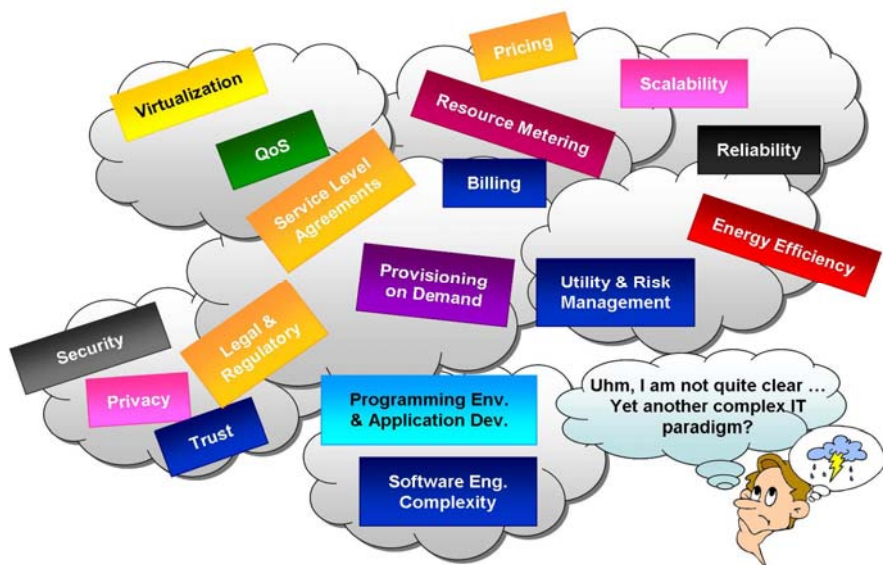 Pricing
Virtualization
Scalability
Resource Metering
QoS
Reliability
Billing
Service Level
Agreements
Energy Efficiency
Provisioning
on Demand
Utility & Risk
Management
Security
Legal &
Regulatory
Privacy
Trust
Programming Env.
& Application Dev.
Software Eng.
Complexity
Uhm, I am not quite clear ...
Yet another complex IT
paradigm?